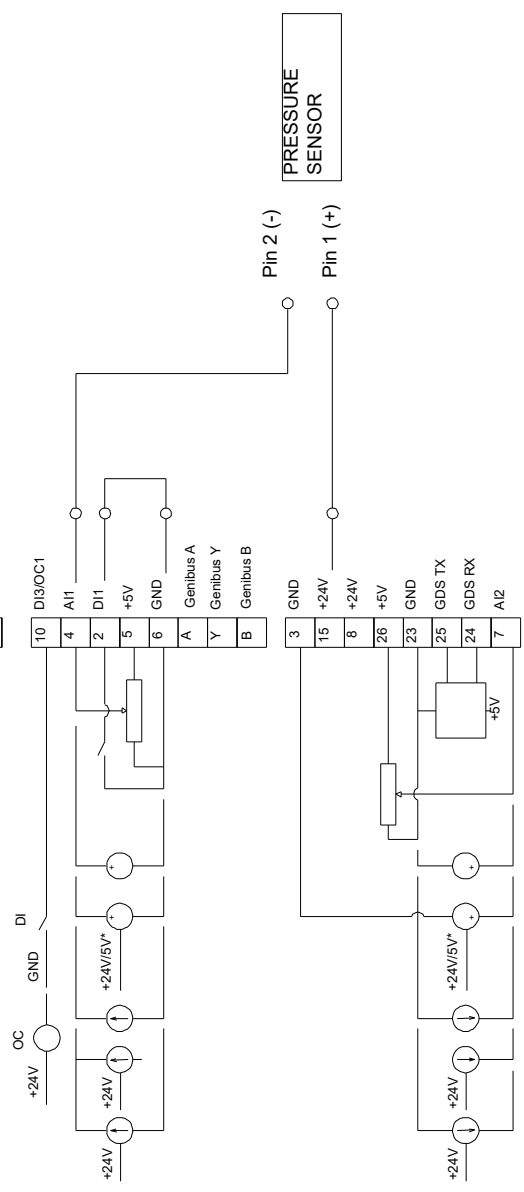 PRESSURE
SENSOR
Pin 2 (-)
Pin 1 (+)
10 DI3/OC1
4 AI1
2 DI1
5 +5V
6 GND
A Genibus A
Y Genibus Y
B Genibus B
3 GND
15 +24V
8 +24V
26 +5V
23 GND
25 GDS TX
24 GDS RX
7 AI2
+5V
DI
GND
OC
+24V
+24V/5V*
+24V
+24V
+24V/5V*
+24V
+24V